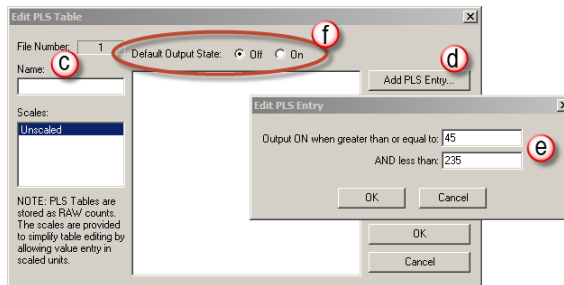 Edit PLS Table
File Number: 1
Default Output State: Off On
f
c
d
Name:
Add PLS Entry...
Edit PLS Entry
Scales:
Unscaled
Output ON when greater than or equal to: 45
AND less than: 235
e
OK Cancel
NOTE: PLS Tables are
stored as RAW counts.
The scales are provided
to simplify table editing by
allowing value entry in
scaled units.
OK
Cancel